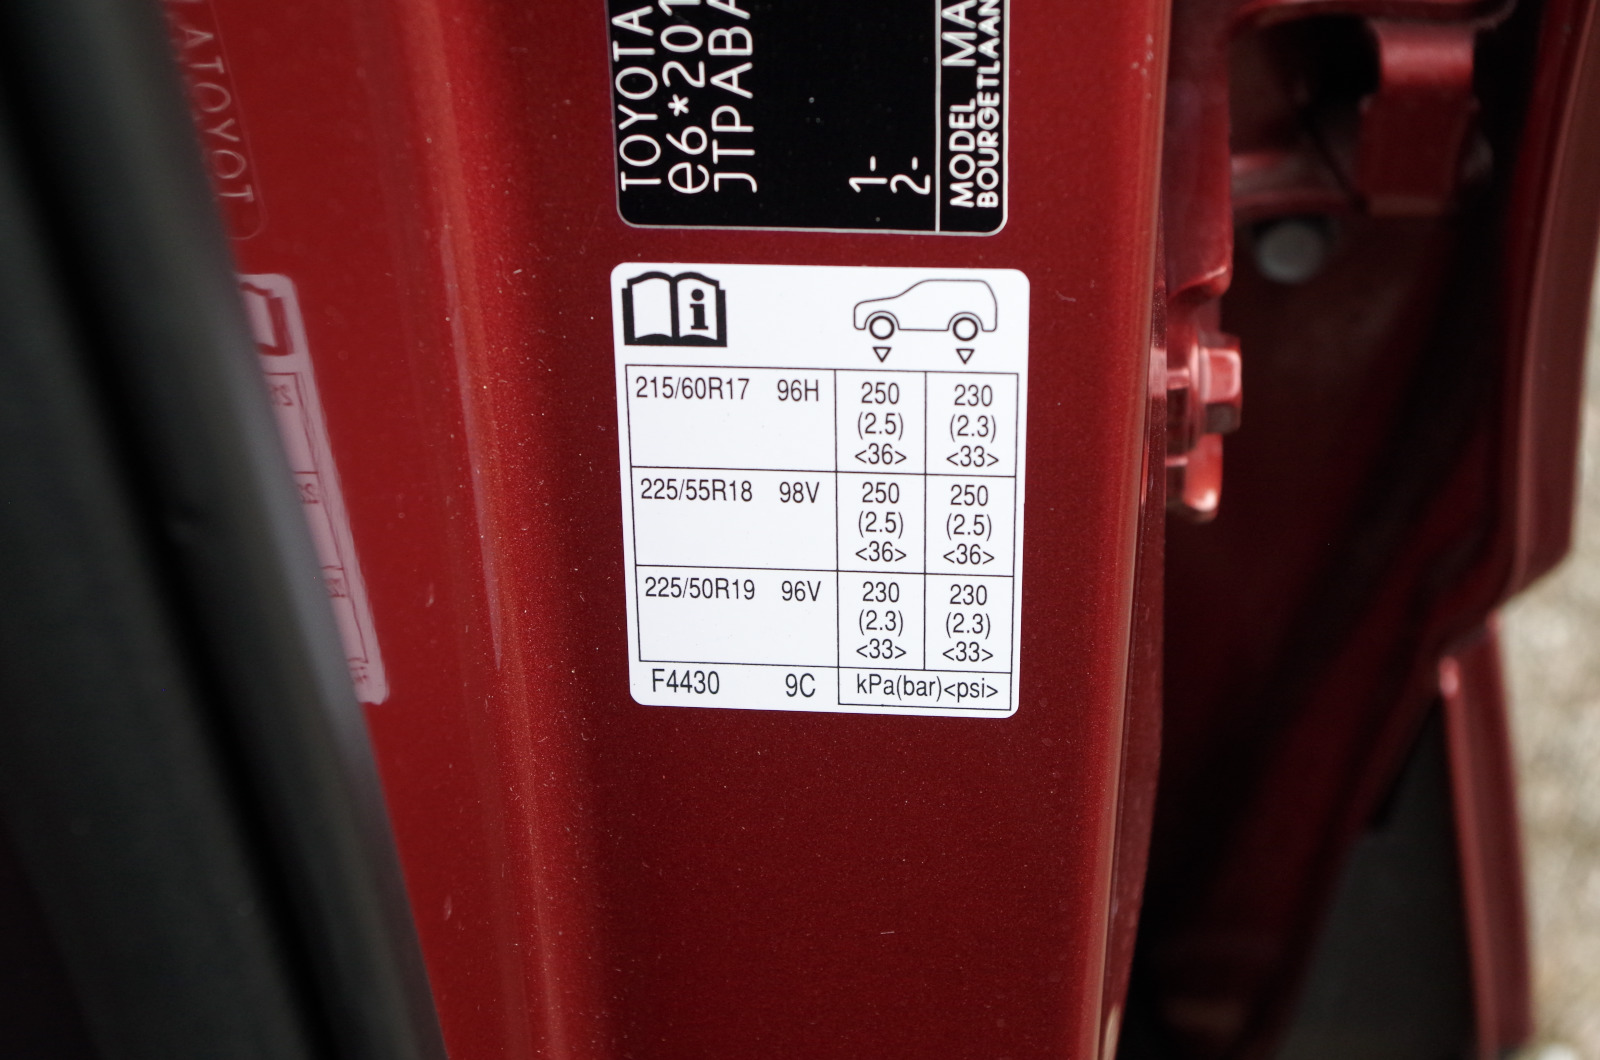 TOYOTA
e6*201
JTPABA
1-
2-
MODEL MA
BOURGETLAAN
i
215/60R17 96H 250 230
(2.5) (2.3)
<36> <33>
225/55R18 98V 250 250
(2.5) (2.5)
<36> <36>
225/50R19 96V 230 230
(2.3) (2.3)
<33> <33>
F4430 9C kPa(bar)<psi>